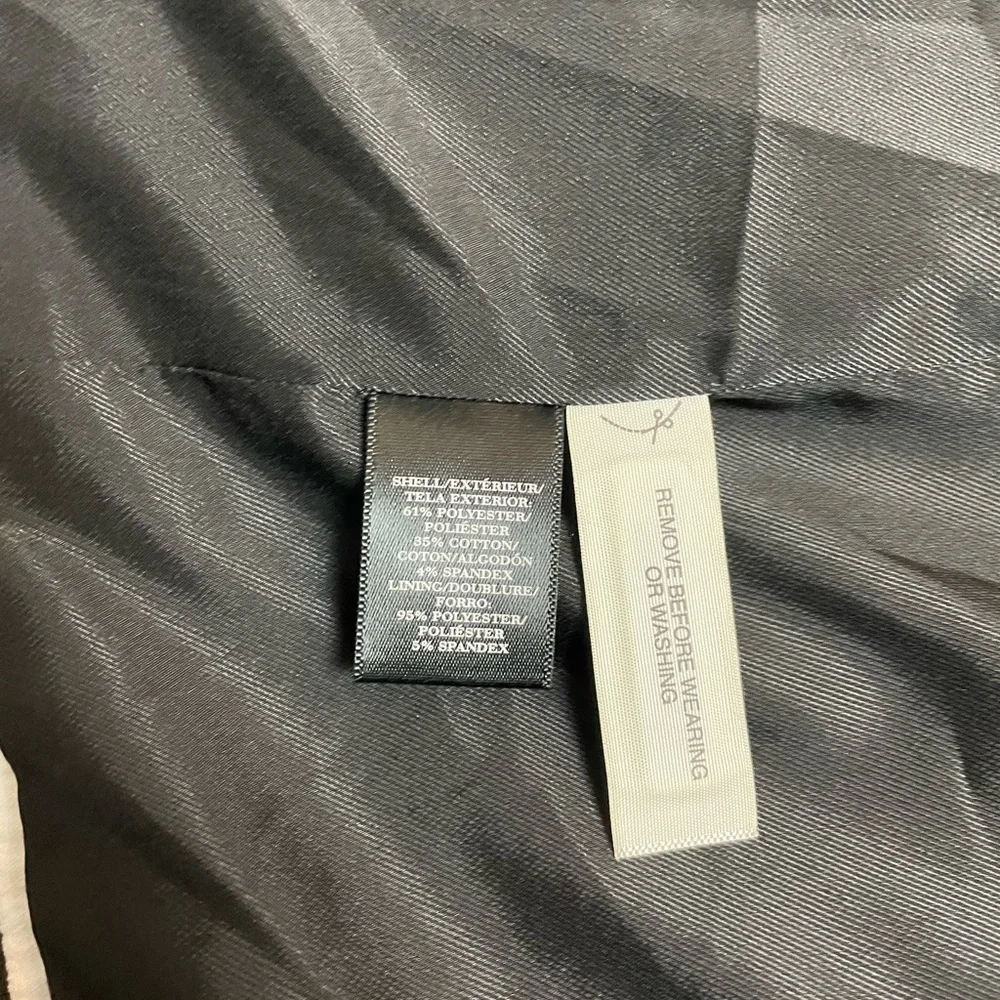 SHELL/EXTÉRIEUR/
TELA EXTERIOR:
61% POLYESTER/
POLIÉSTER
35% COTTON/
COTON/ALGODÓN
4% SPANDEX
LINING/DOUBLURE/
FORRO:
95% POLYESTER/
POLIÉSTER
5% SPANDEX
REMOVE BEFORE WEARING
OR WASHING